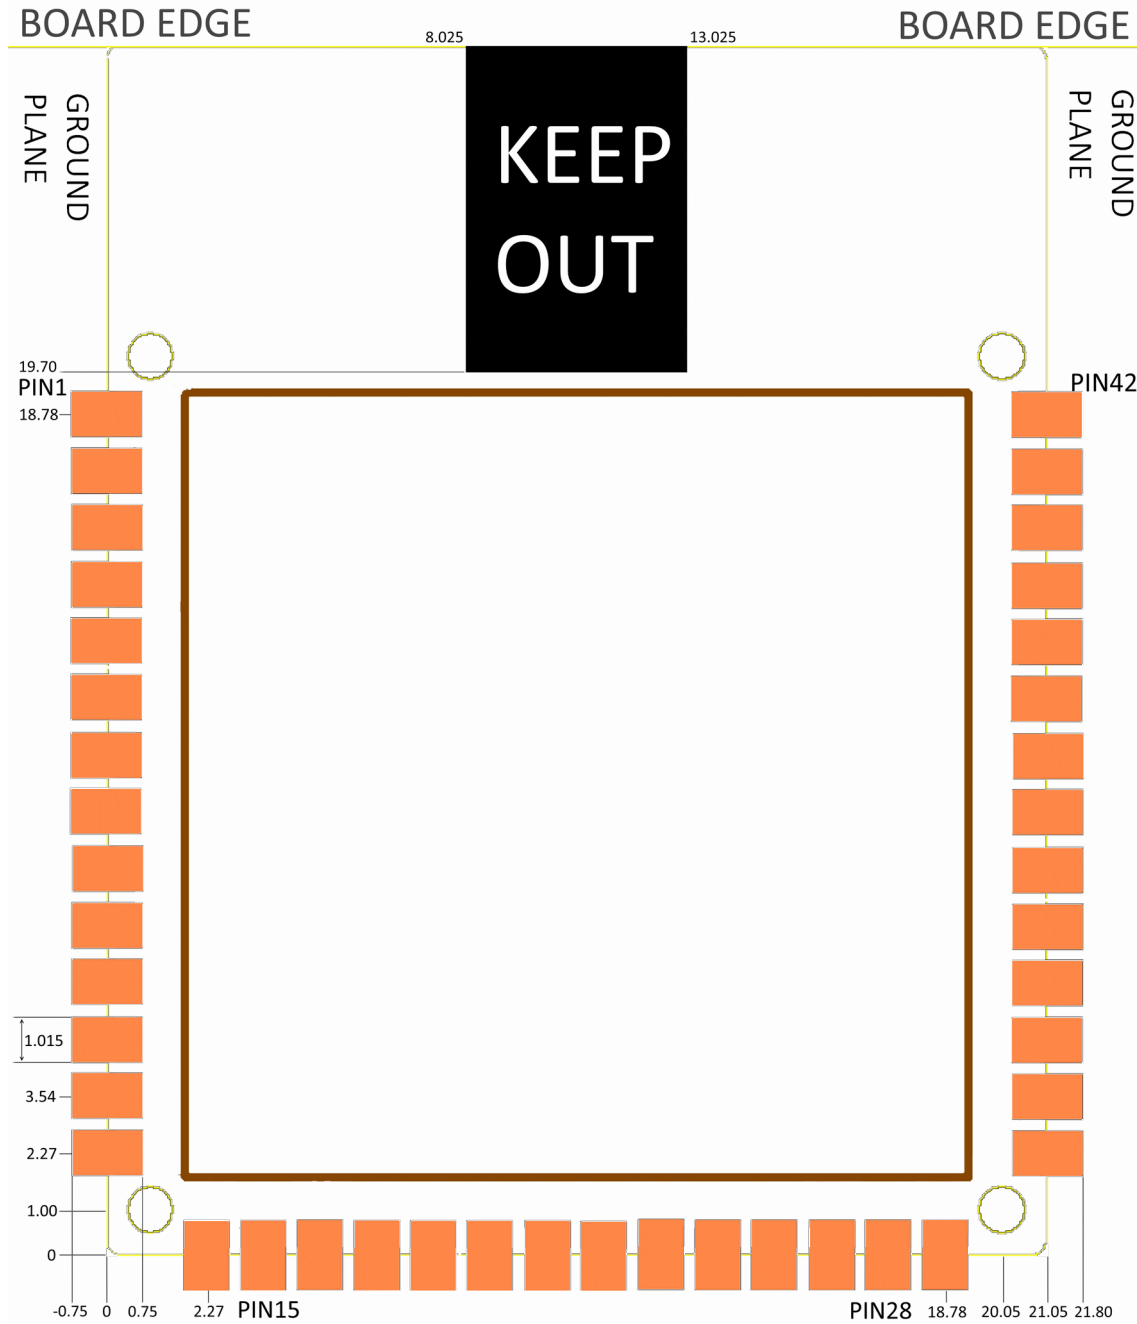 BOARD EDGE
BOARD EDGE
8.025
13.025
GROUND
PLANE
GROUND
PLANE
KEEP
OUT
19.70
PIN1
PIN42
18.78
1.015
3.54
2.27
1.00
0
-0.75
0
0.75
2.27
PIN15
PIN28
18.78
20.05
21.05
21.80